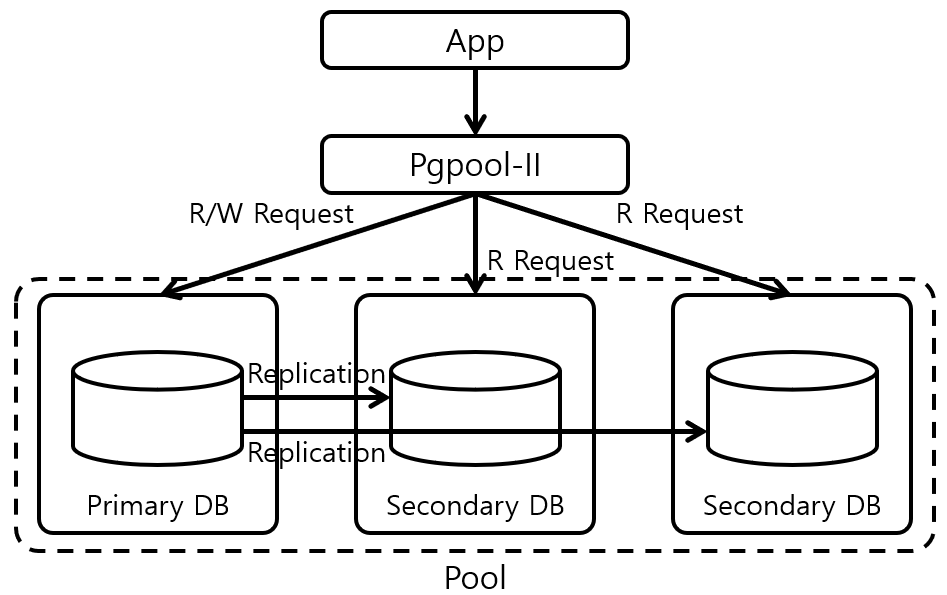 App
Pgpool-II
R/W Request
R Request
R Request
Replication
Replication
Primary DB
Secondary DB
Secondary DB
Pool